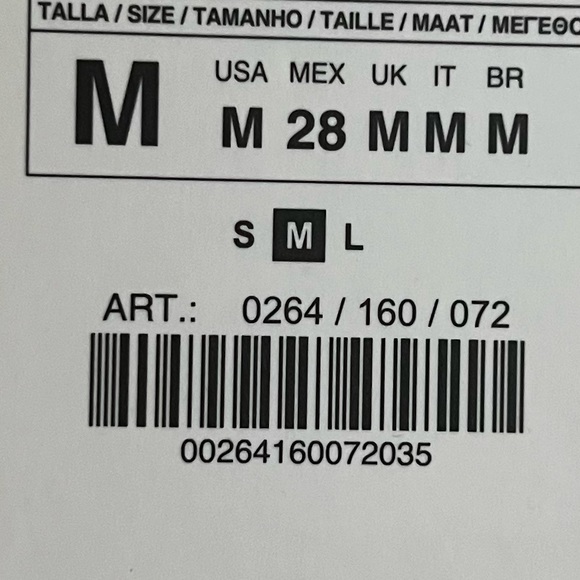 TALLA / SIZE / TAMANHO / TAILLE / MAAT / ΜΕΓΕΘΟ
M USA MEX UK IT BR
M 28 M M M
S M L
ART.: 0264 / 160 / 072
00264160072035